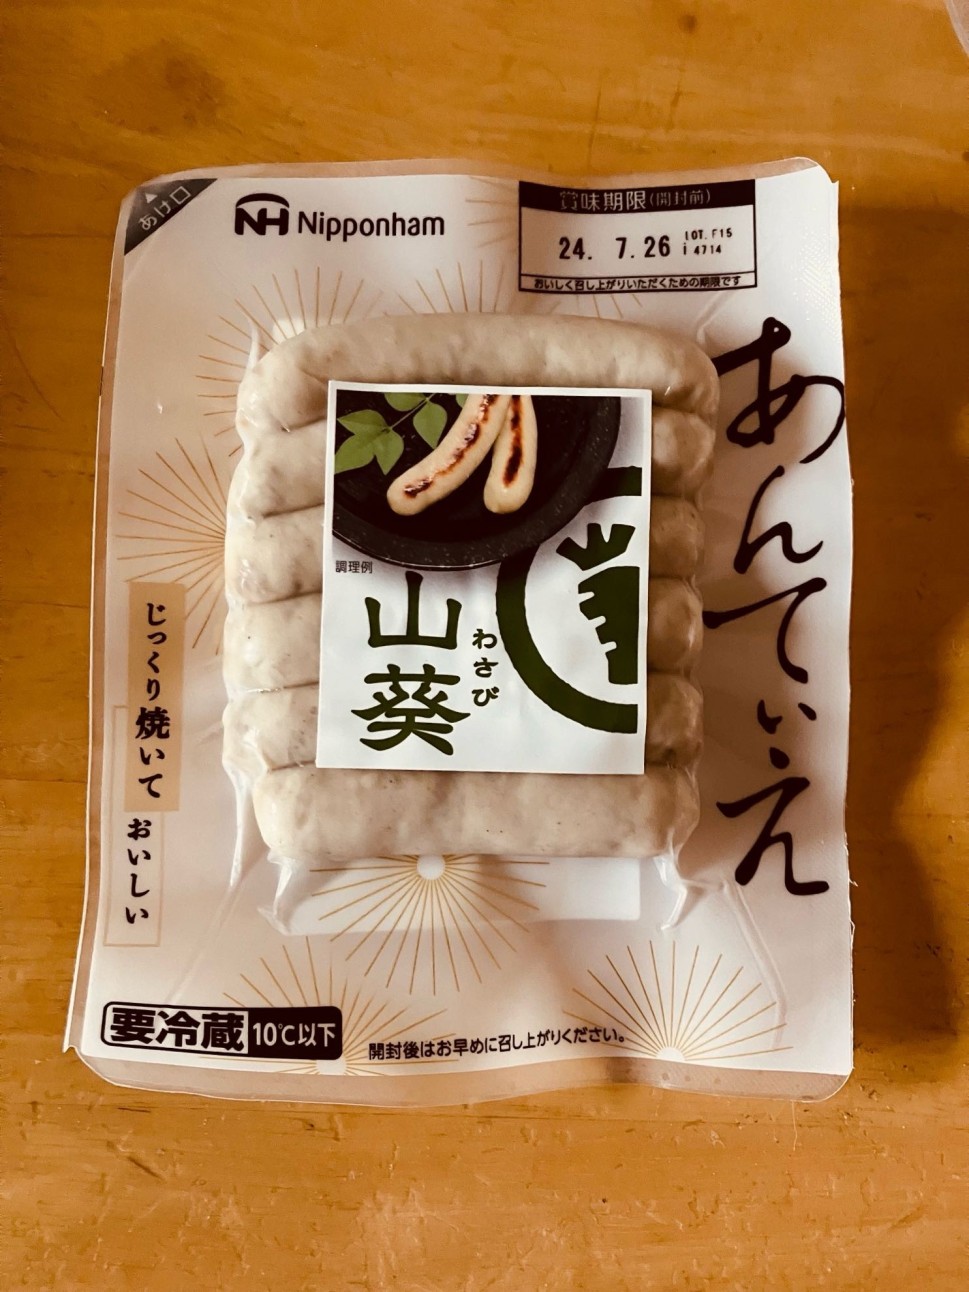 あけ口
NH Nipponham
賞味期限(開封前)
24. 7.26
LOT. F15
i 4714
おいしく召し上がりいただくための期限です
あんてぃえ
調理例
山葵
わさび
じっくり焼いて
おいしい
要冷蔵 10℃以下
開封後はお早めに召し上がりください。